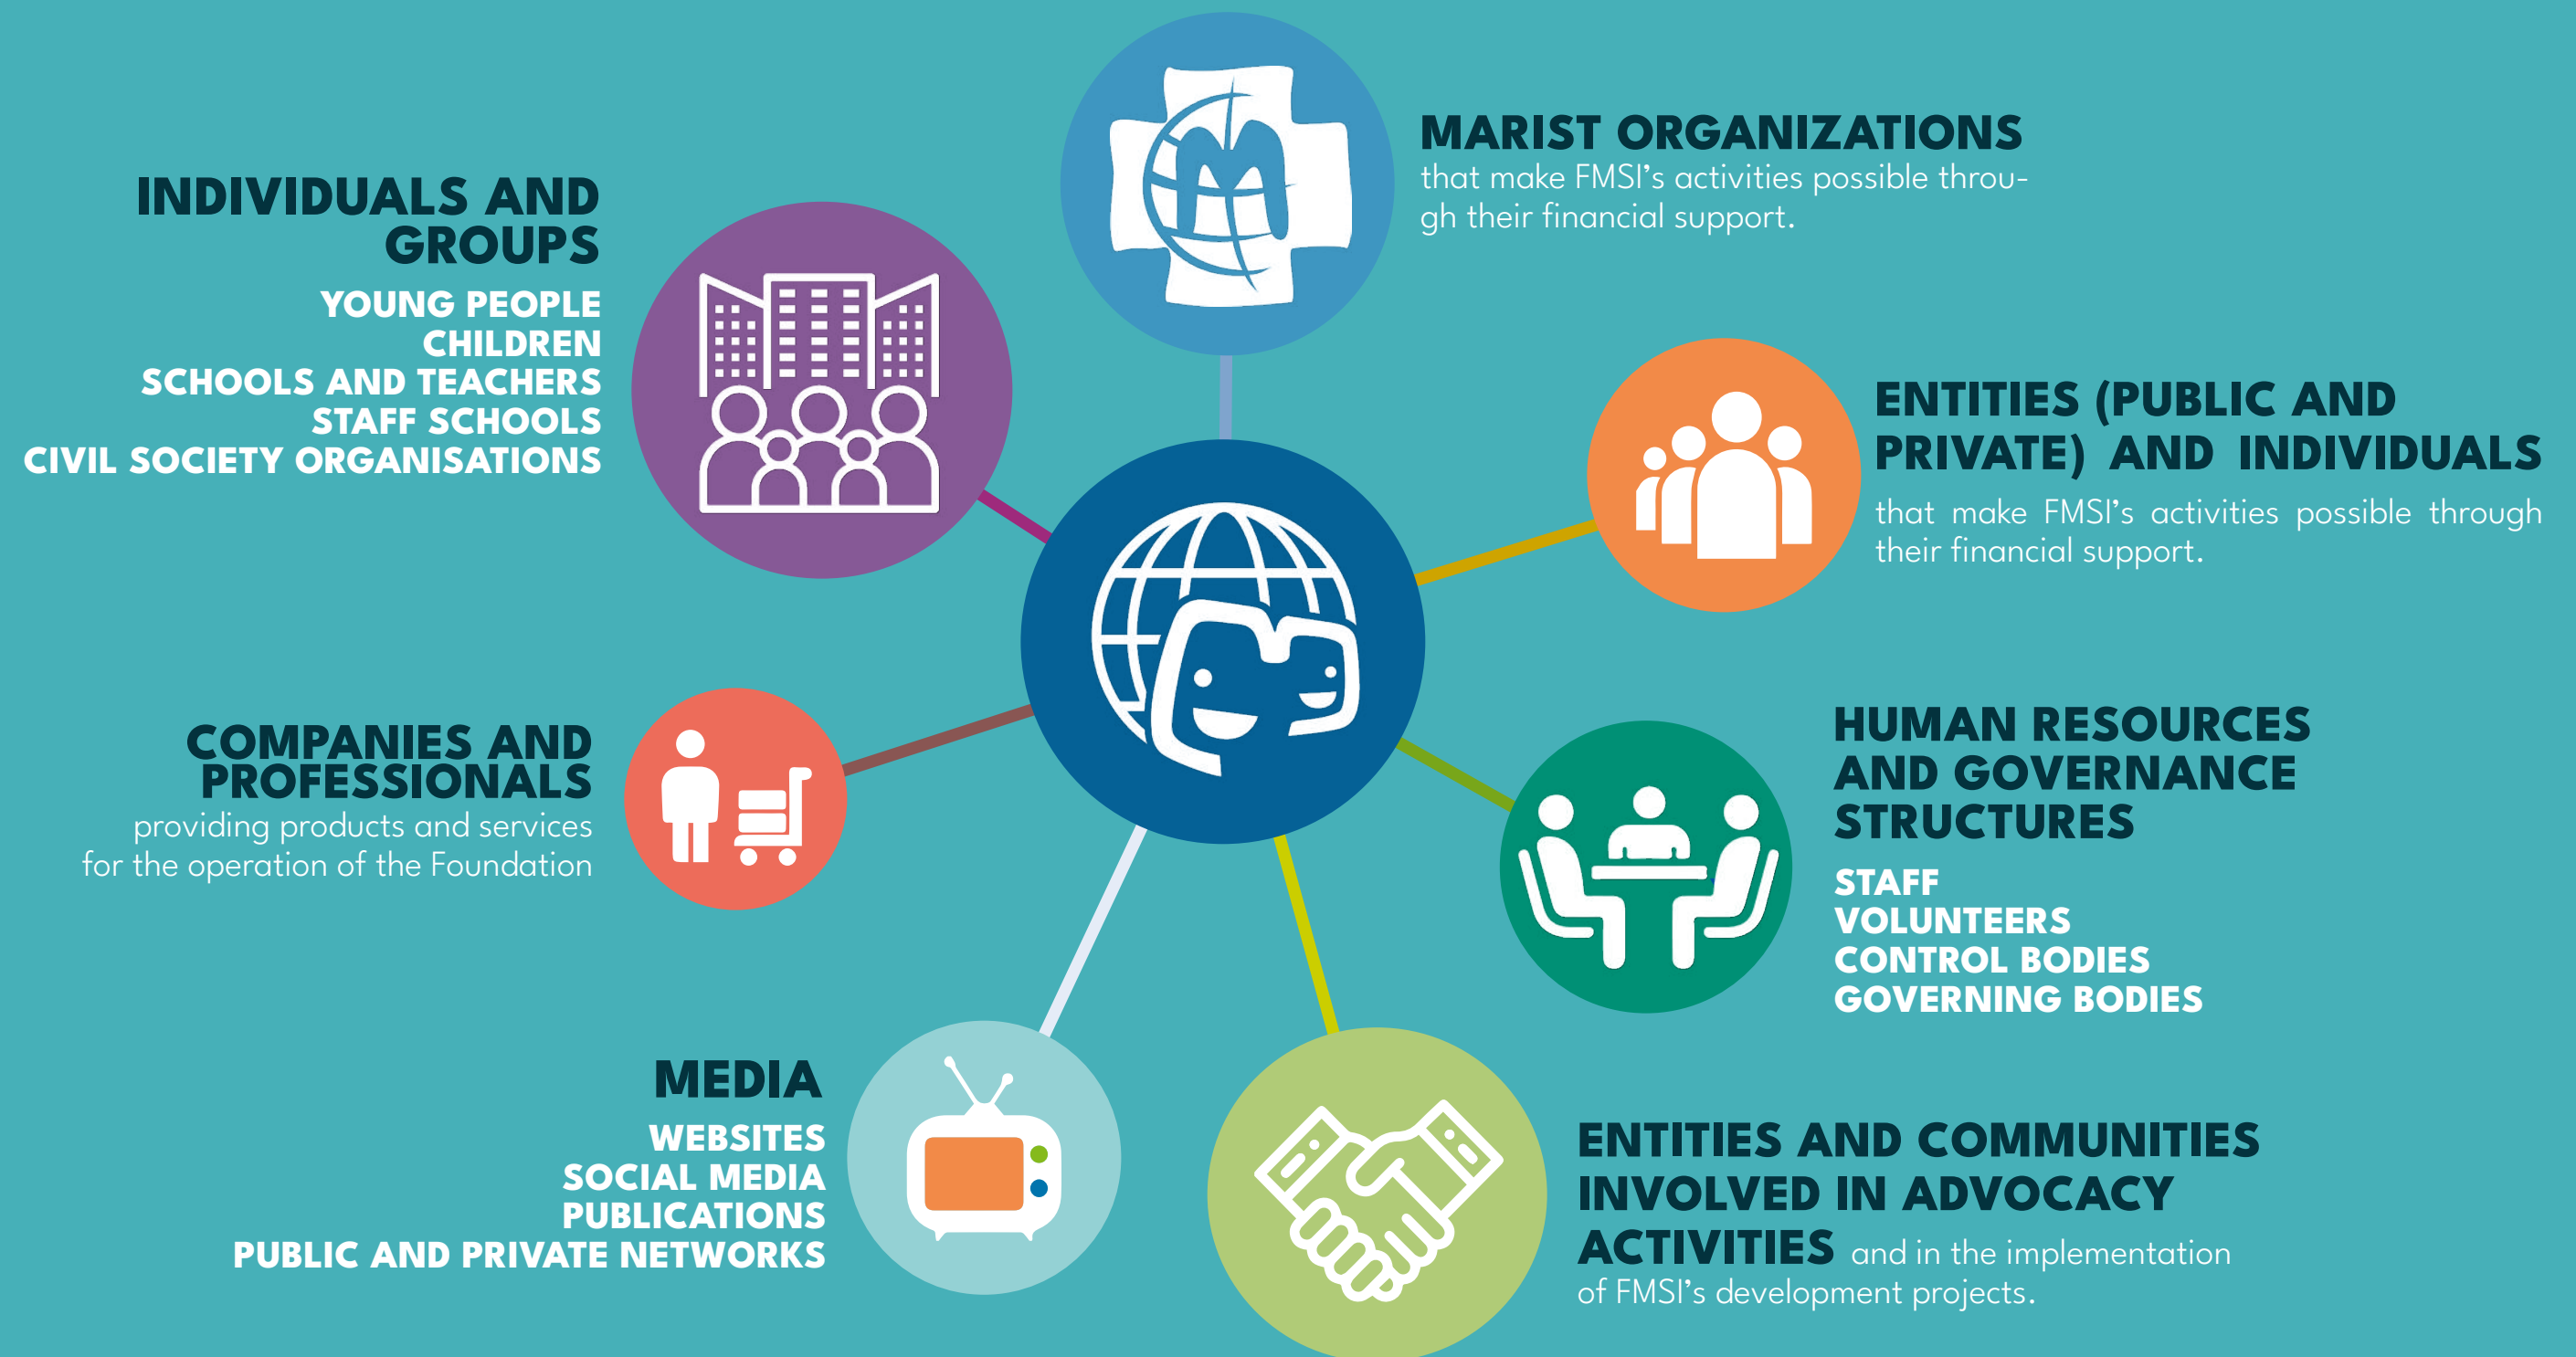 MARIST ORGANIZATIONS
that make FMSI's activities possible throu-
gh their financial support.
INDIVIDUALS AND
GROUPS
YOUNG PEOPLE
CHILDREN
SCHOOLS AND TEACHERS
STAFF SCHOOLS
CIVIL SOCIETY ORGANISATIONS
ENTITIES (PUBLIC AND
PRIVATE) AND INDIVIDUALS
that make FMSI's activities possible through
their financial support.
COMPANIES AND
PROFESSIONALS
providing products and services
for the operation of the Foundation
HUMAN RESOURCES
AND GOVERNANCE
STRUCTURES
STAFF
VOLUNTEERS
CONTROL BODIES
GOVERNING BODIES
MEDIA
WEBSITES
SOCIAL MEDIA
PUBLICATIONS
PUBLIC AND PRIVATE NETWORKS
ENTITIES AND COMMUNITIES
INVOLVED IN ADVOCACY
ACTIVITIES and in the implementation
of FMSI's development projects.